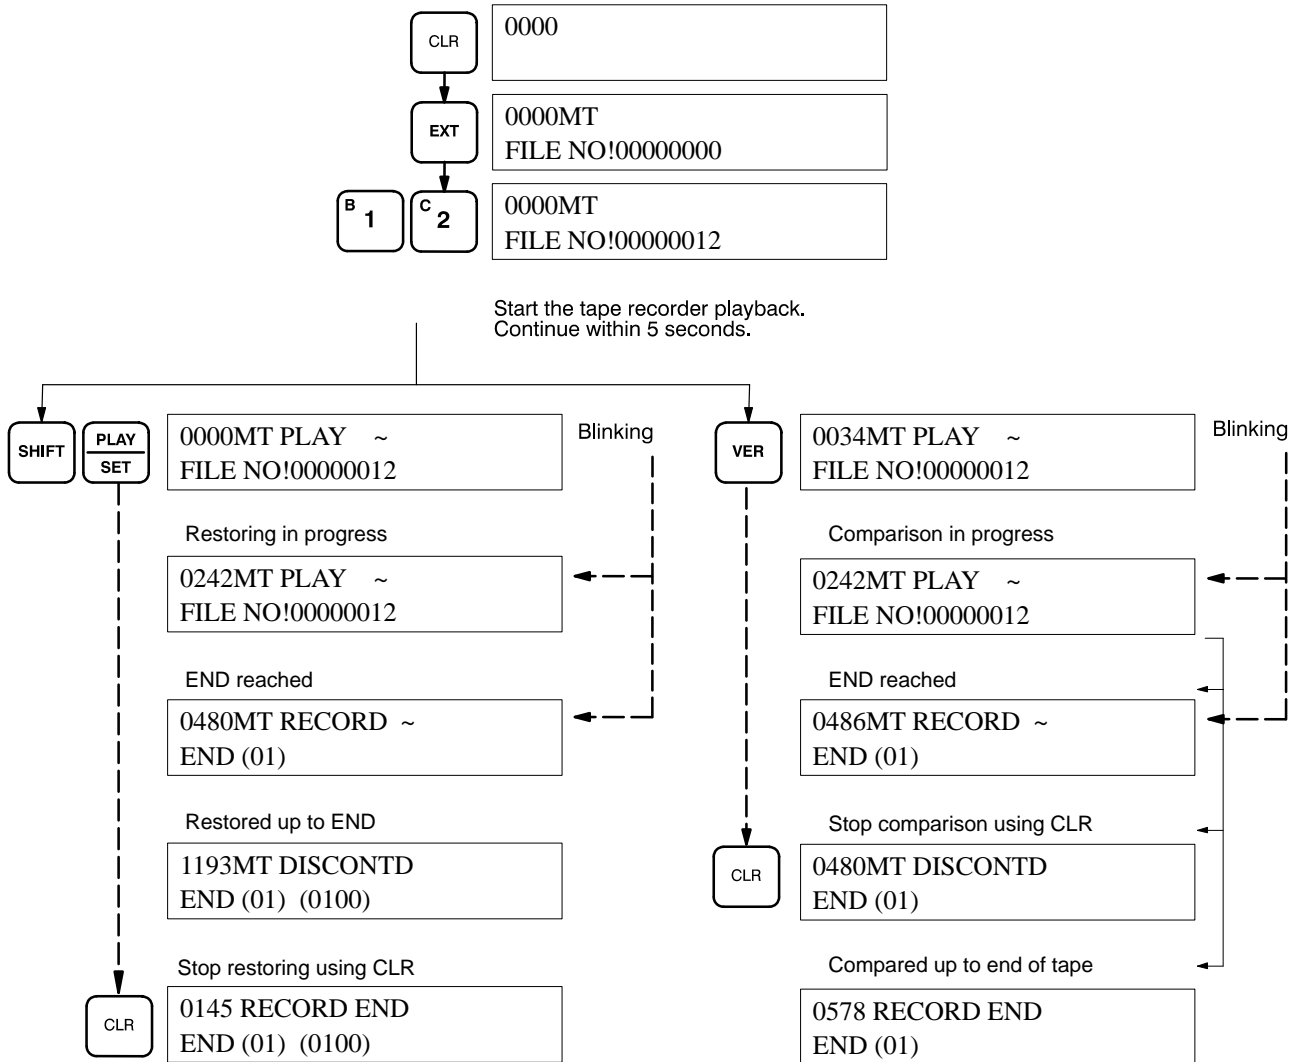 CLR
0000
EXT
0000MT
FILE NO!00000000
B 1
C 2
0000MT
FILE NO!00000012
Start the tape recorder playback.
Continue within 5 seconds.
SHIFT
PLAY
SET
0000MT PLAY ~
FILE NO!00000012
Blinking
Restoring in progress
0242MT PLAY ~
FILE NO!00000012
END reached
0480MT RECORD ~
END (01)
Restored up to END
1193MT DISCONTD
END (01) (0100)
Stop restoring using CLR
CLR
0145 RECORD END
END (01) (0100)
VER
0034MT PLAY ~
FILE NO!00000012
Blinking
Comparison in progress
0242MT PLAY ~
FILE NO!00000012
END reached
0486MT RECORD ~
END (01)
Stop comparison using CLR
CLR
0480MT DISCONTD
END (01)
Compared up to end of tape
0578 RECORD END
END (01)